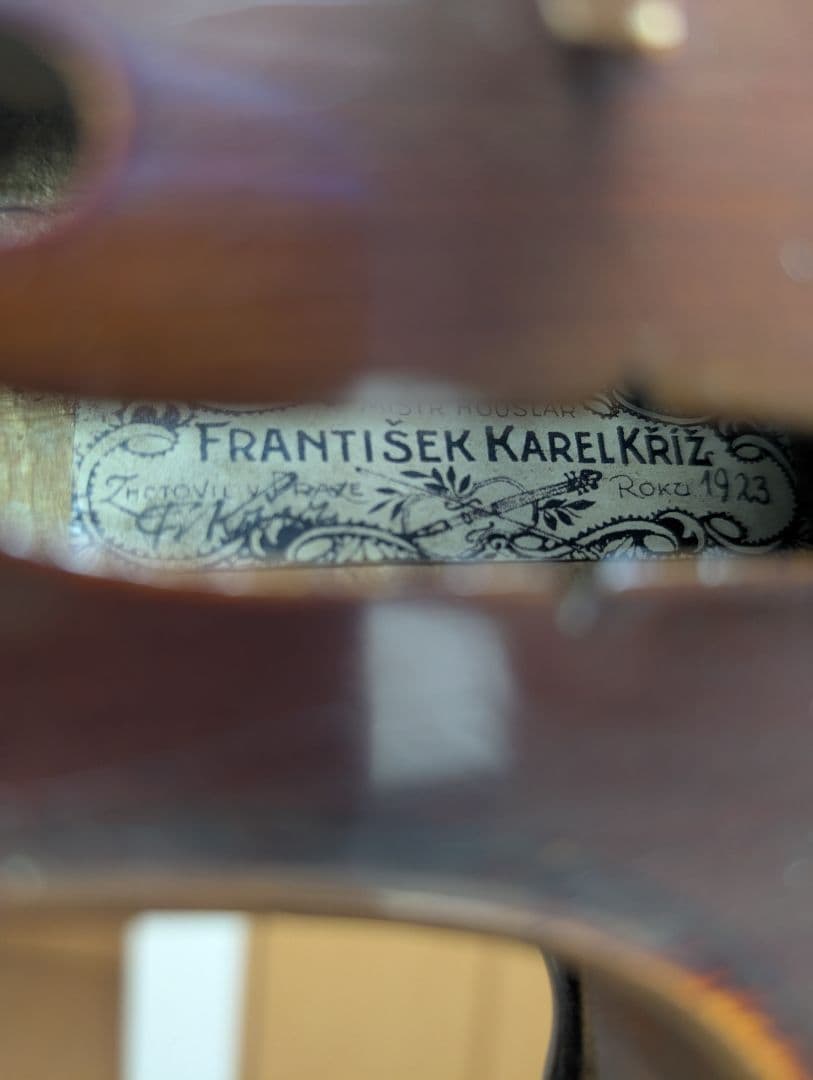 MISTR HOUSLAŘ
FRANTIŠEK KAREL KŘÍŽ
ZHOTOVIL V PRAZE ROKU 1923